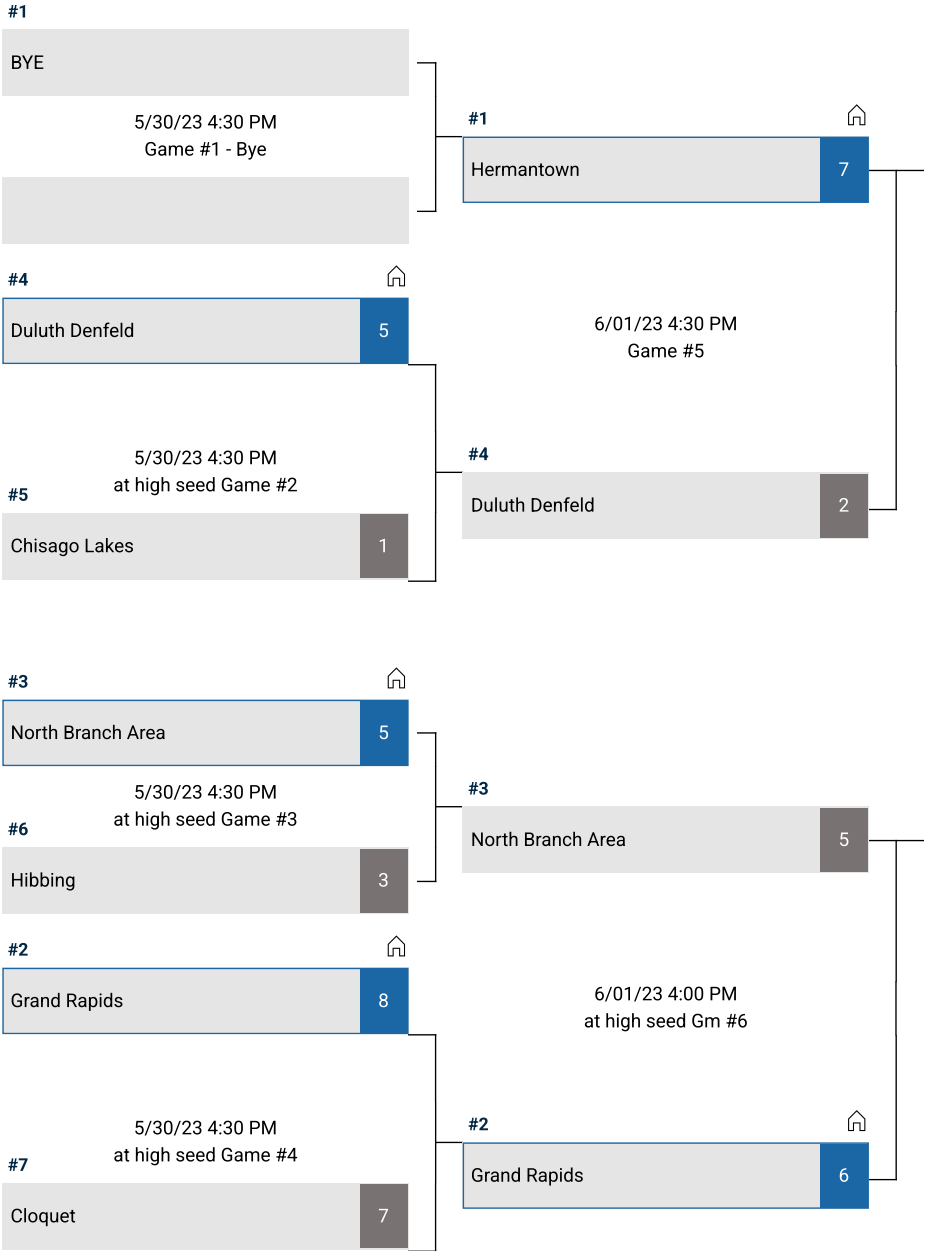 #1
BYE
5/30/23 4:30 PM
Game #1 - Bye
#1
Hermantown 7
#4
Duluth Denfeld 5
6/01/23 4:30 PM
Game #5
5/30/23 4:30 PM
at high seed Game #2
#5
Chisago Lakes 1
#4
Duluth Denfeld 2
#3
North Branch Area 5
5/30/23 4:30 PM
at high seed Game #3
#6
Hibbing 3
#3
North Branch Area 5
#2
Grand Rapids 8
6/01/23 4:00 PM
at high seed Gm #6
5/30/23 4:30 PM
at high seed Game #4
#7
Cloquet 7
#2
Grand Rapids 6